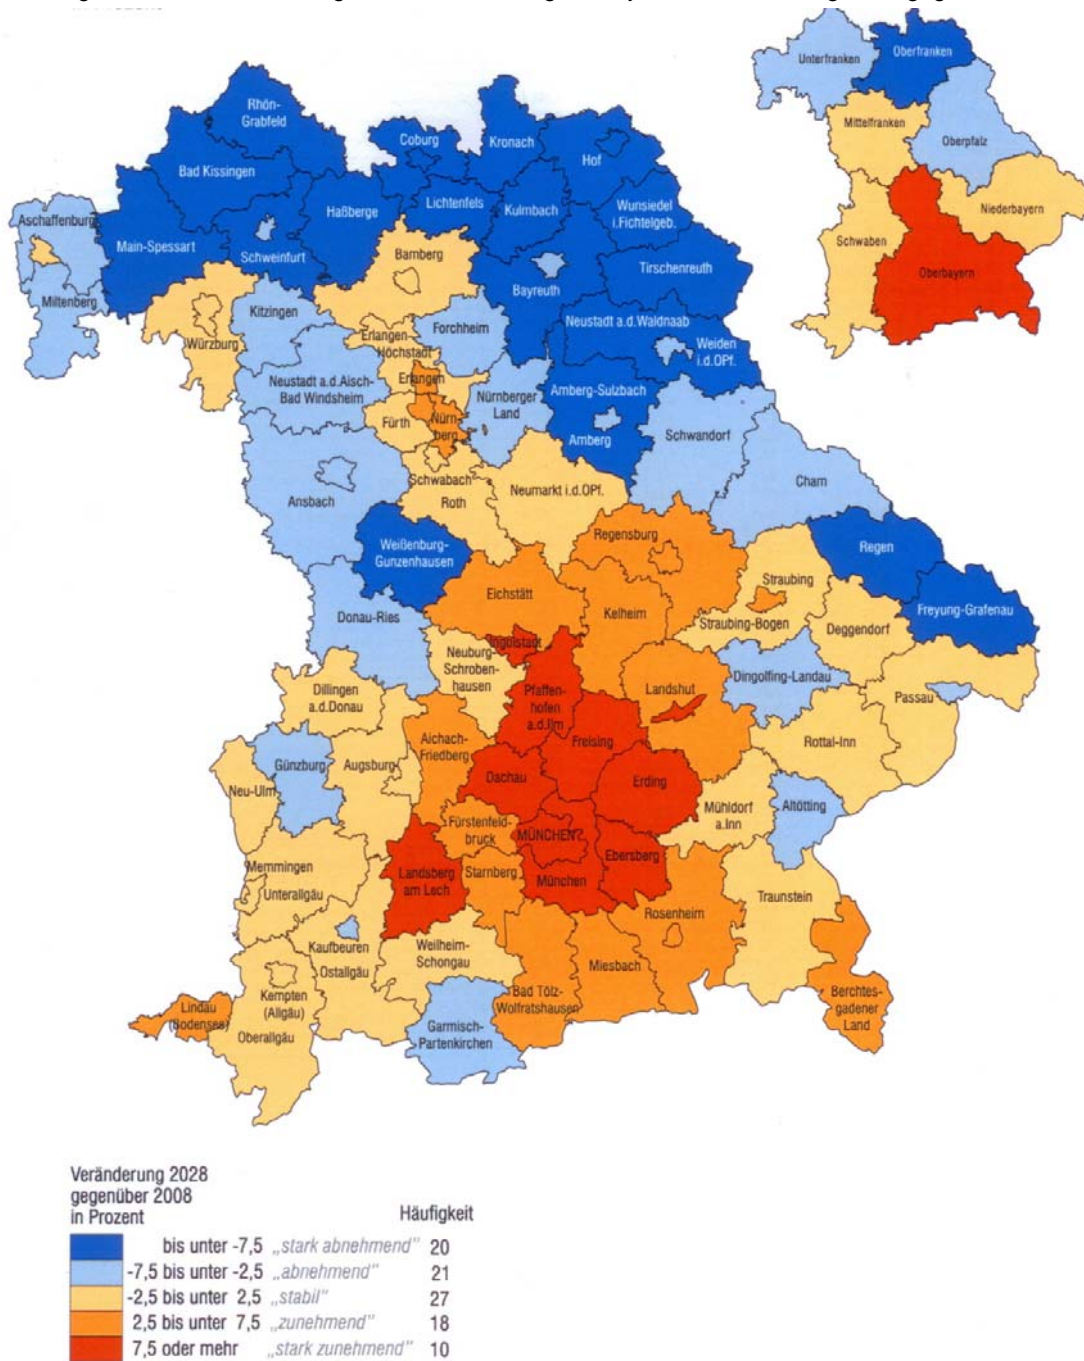 Unterfranken
Oberfranken
Mittelfranken
Oberpfalz
Niederbayern
Schwaben
Oberbayern
Rhön-
Grabfeld
Coburg
Kronach
Hof
Bad Kissingen
Lichtenfels
Kulmbach
Wunsiedel
i.Fichtelgeb.
Haßberge
Aschaffenburg
Main-Spessart
Schweinfurt
Bamberg
Tirschenreuth
Bayreuth
Miltenberg
Kitzingen
Neustadt a.d.Waldnaab
Forchheim
Erlangen-
Höchstadt
Würzburg
Weiden
i.d.OPf.
Erlangen
Neustadt a.d.Aisch-
Bad Windsheim
Nürnberger
Land
Amberg-Sulzbach
Fürth
Nürn-
berg
Amberg
Schwandorf
Schwabach
Roth
Neumarkt i.d.OPf.
Cham
Ansbach
Weißenburg-
Gunzenhausen
Regensburg
Regen
Straubing
Eichstätt
Kelheim
Freyung-Grafenau
Donau-Ries
Straubing-Bogen
Deggendorf
Ingolstadt
Neuburg-
Schroben-
hausen
Dingolfing-Landau
Dillingen
a.d.Donau
Pfaffen-
hofen
a.d.Ilm
Landshut
Passau
Aichach-
Friedberg
Freising
Rottal-Inn
Günzburg
Augsburg
Dachau
Erding
Neu-Ulm
Mühldorf
a.Inn
Altötting
Fürstenfeld-
bruck
MÜNCHEN
Ebersberg
Memmingen
Landsberg
am Lech
Starnberg
München
Unterallgäu
Traunstein
Rosenheim
Kaufbeuren
Ostallgäu
Weilheim-
Schongau
Miesbach
Kempten
(Allgäu)
Bad Tölz-
Wolfratshausen
Berchtes-
gadener
Land
Lindau
(Bodensee)
Oberallgäu
Garmisch-
Partenkirchen
Veränderung 2028
gegenüber 2008
in Prozent Häufigkeit
bis unter -7,5 „stark abnehmend" 20
-7,5 bis unter -2,5 „abnehmend" 21
-2,5 bis unter 2,5 „stabil" 27
2,5 bis unter 7,5 „zunehmend" 18
7,5 oder mehr „stark zunehmend" 10